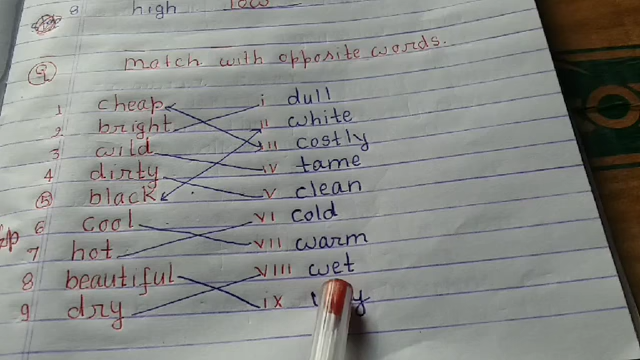 8 high low
9 match with opposite words.
1 cheap i dull
2 bright ii white
3 wild iii costly
4 dirty iv tame
5 black v clean
6 cool vi cold
7 hot vii warm
8 beautiful viii wet
9 dry ix